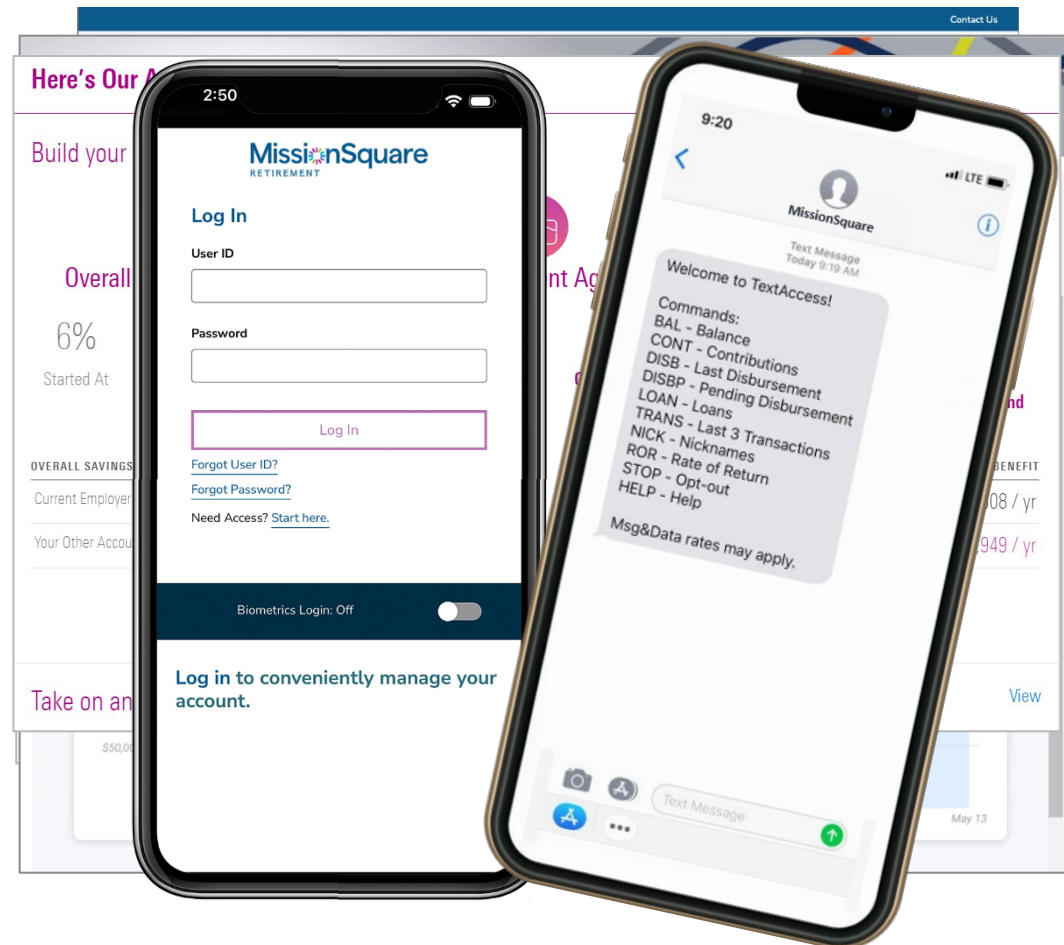 Contact Us
Here's Our
Build your
Overall
6%
Started At
OVERALL SAVINGS
Current Employer
Your Other
Take on an
2:50
MissionSquare
RETIREMENT
Log In
User ID
Password
Log In
Forgot User ID?
Forgot Password?
Need Access? Start here.
Biometrics Login: Off
Log in to conveniently manage your
account.
9:20
LTE
MissionSquare
Text Message
Today 9:19 AM
Welcome to TextAccess!
Commands:
BAL - Balance
CONT - Contributions
DISB - Last Disbursement
DISBP - Pending Disbursement
LOAN - Loans
TRANS - Last 3 Transactions
NICK - Nicknames
ROR - Rate of Return
STOP - Opt-out
HELP - Help
Msg&Data rates may apply.
Text Message
BENEFIT
08 / yr
949 / yr
View
May 13